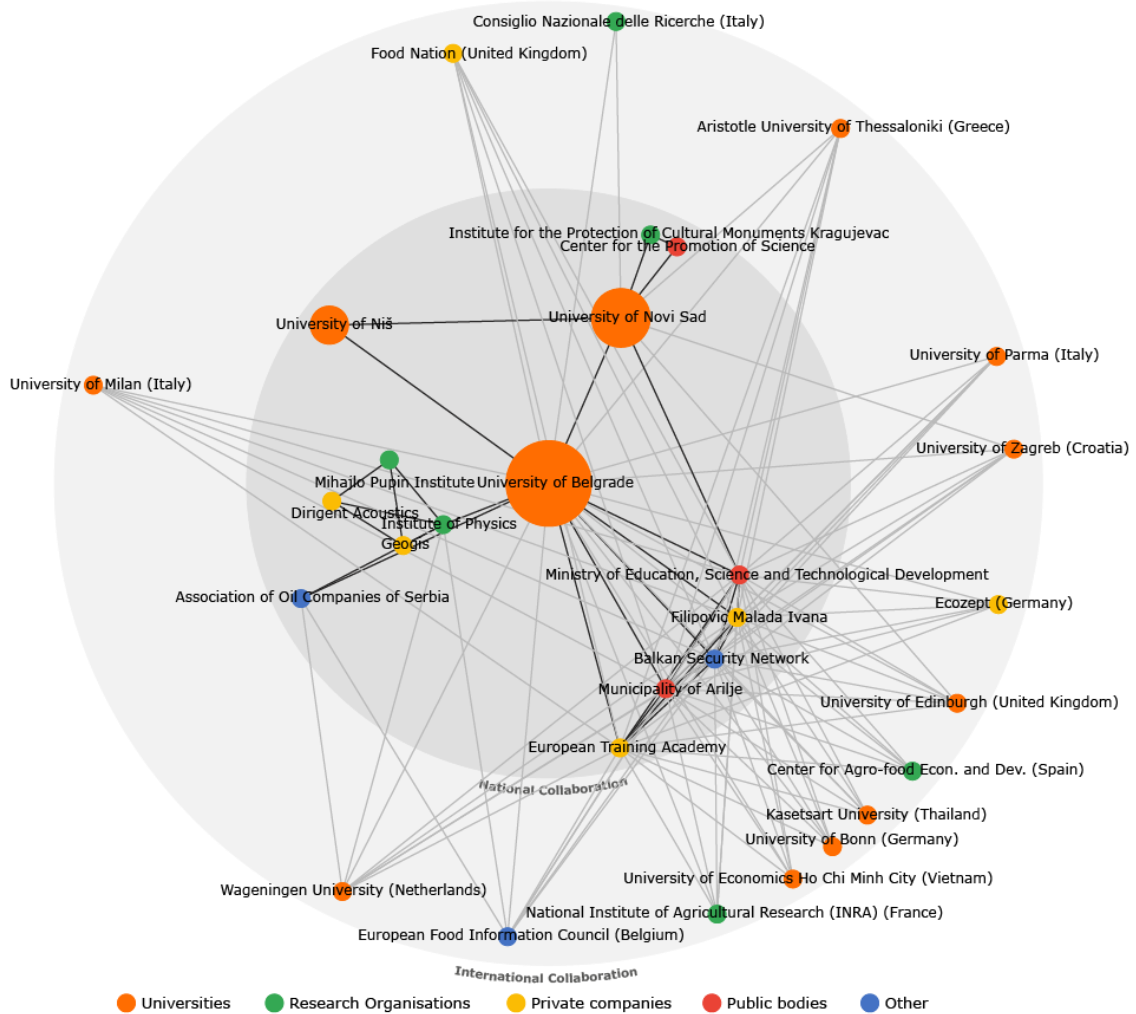 Consiglio Nazionale delle Ricerche (Italy)
Food Nation (United Kingdom)
Aristotle University of Thessaloniki (Greece)
Institute for the Protection of Cultural Monuments Kragujevac
Center for the Promotion of Science
University of Niš
University of Novi Sad
University of Parma (Italy)
University of Milan (Italy)
University of Zagreb (Croatia)
Mihajlo Pupin Institute
University of Belgrade
Dirigent Acoustics
Institute of Physics
Geogis
Ministry of Education, Science and Technological Development
Association of Oil Companies of Serbia
Ecozept (Germany)
Filipovic Malada Ivana
Balkan Security Network
Municipality of Arilje
University of Edinburgh (United Kingdom)
European Training Academy
Center for Agro-food Econ. and Dev. (Spain)
National Collaboration
Kasetsart University (Thailand)
University of Bonn (Germany)
University of Economics Ho Chi Minh City (Vietnam)
Wageningen University (Netherlands)
National Institute of Agricultural Research (INRA) (France)
European Food Information Council (Belgium)
International Collaboration
Universities
Research Organisations
Private companies
Public bodies
Other